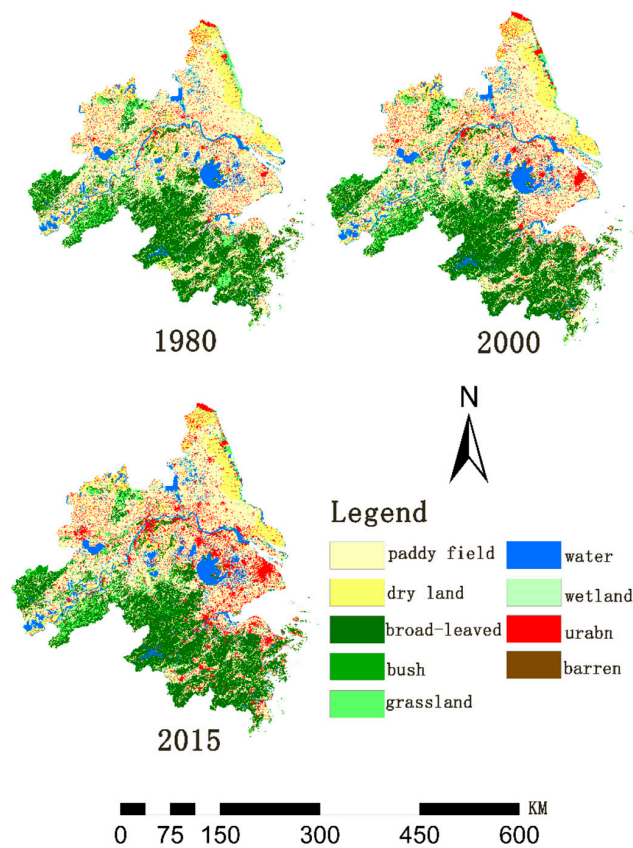 1980
2000
N
2015
Legend
paddy field
dry land
broad-leaved
bush
grassland
water
wetland
urabn
barren
KM
0 75 150 300 450 600